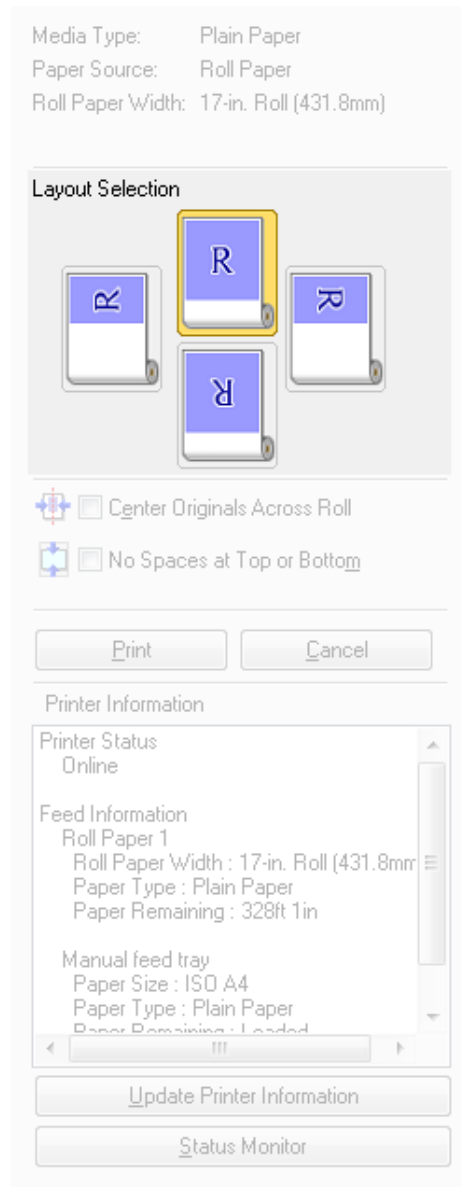 Media Type: Plain Paper
Paper Source: Roll Paper
Roll Paper Width: 17-in. Roll (431.8mm)
Layout Selection
R
R
R
R
Center Originals Across Roll
No Spaces at Top or Bottom
Print Cancel
Printer Information
Printer Status
Online
Feed Information
Roll Paper 1
Roll Paper Width : 17-in. Roll (431.8mm
Paper Type : Plain Paper
Paper Remaining : 328ft 1in
Manual feed tray
Paper Size : ISO A4
Paper Type : Plain Paper
Paper Remaining : Loaded
Update Printer Information
Status Monitor